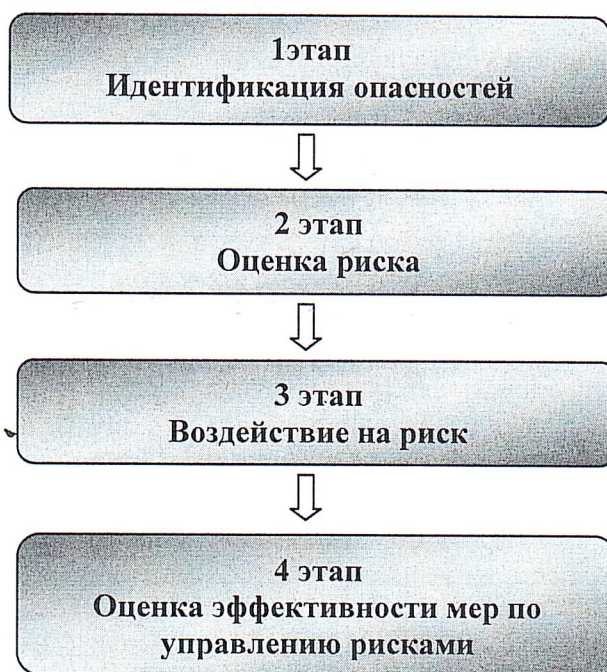 1этап
Идентификация опасностей
2 этап
Оценка риска
3 этап
Воздействие на риск
4 этап
Оценка эффективности мер по
управлению рисками